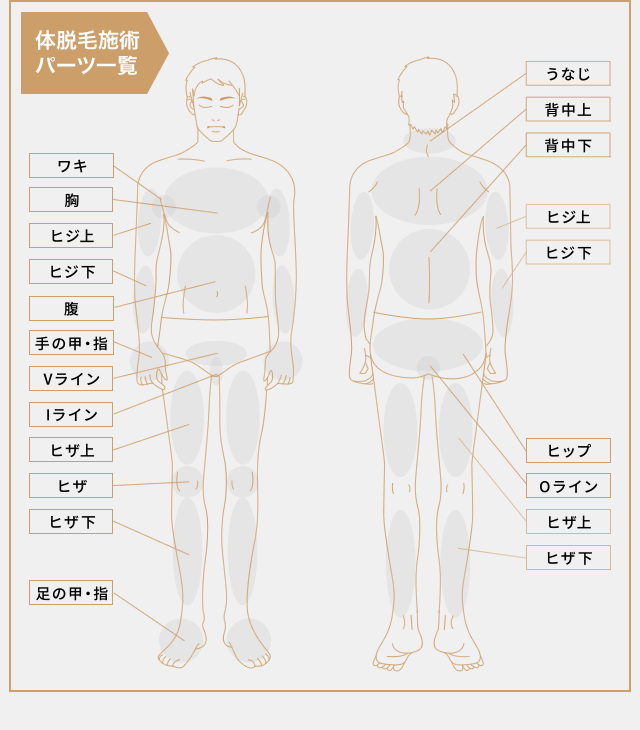 体脱毛施術
パーツ一覧
ワキ
胸
ヒジ上
ヒジ下
腹
手の甲・指
Vライン
Iライン
ヒザ上
ヒザ
ヒザ下
足の甲・指
うなじ
背中上
背中下
ヒジ上
ヒジ下
ヒップ
Oライン
ヒザ上
ヒザ下